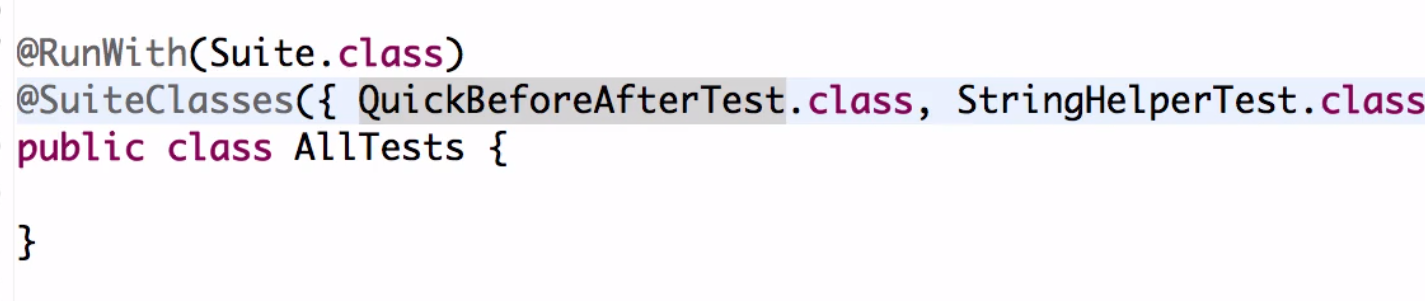 @RunWith(Suite.class)
@SuiteClasses({ QuickBeforeAfterTest.class, StringHelperTest.class
public class AllTests {
}